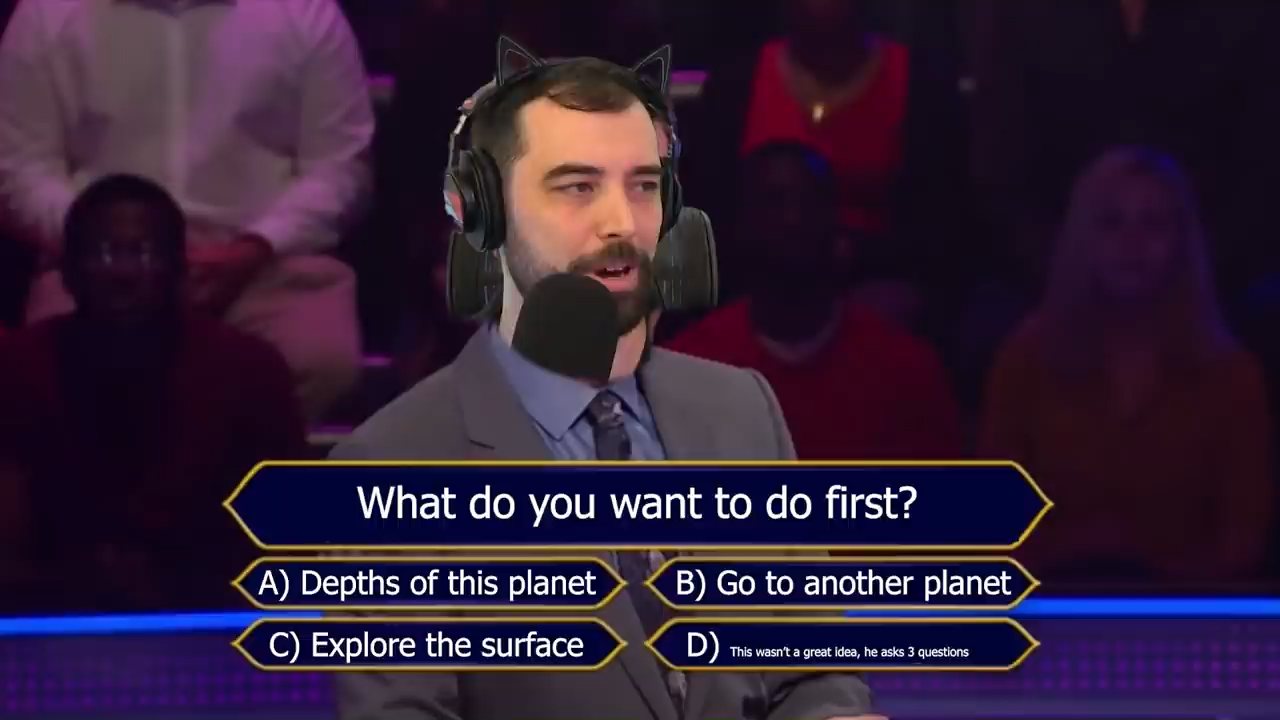 What do you want to do first?
A) Depths of this planet
B) Go to another planet
C) Explore the surface
D) This wasn't a great idea, he asks 3 questions